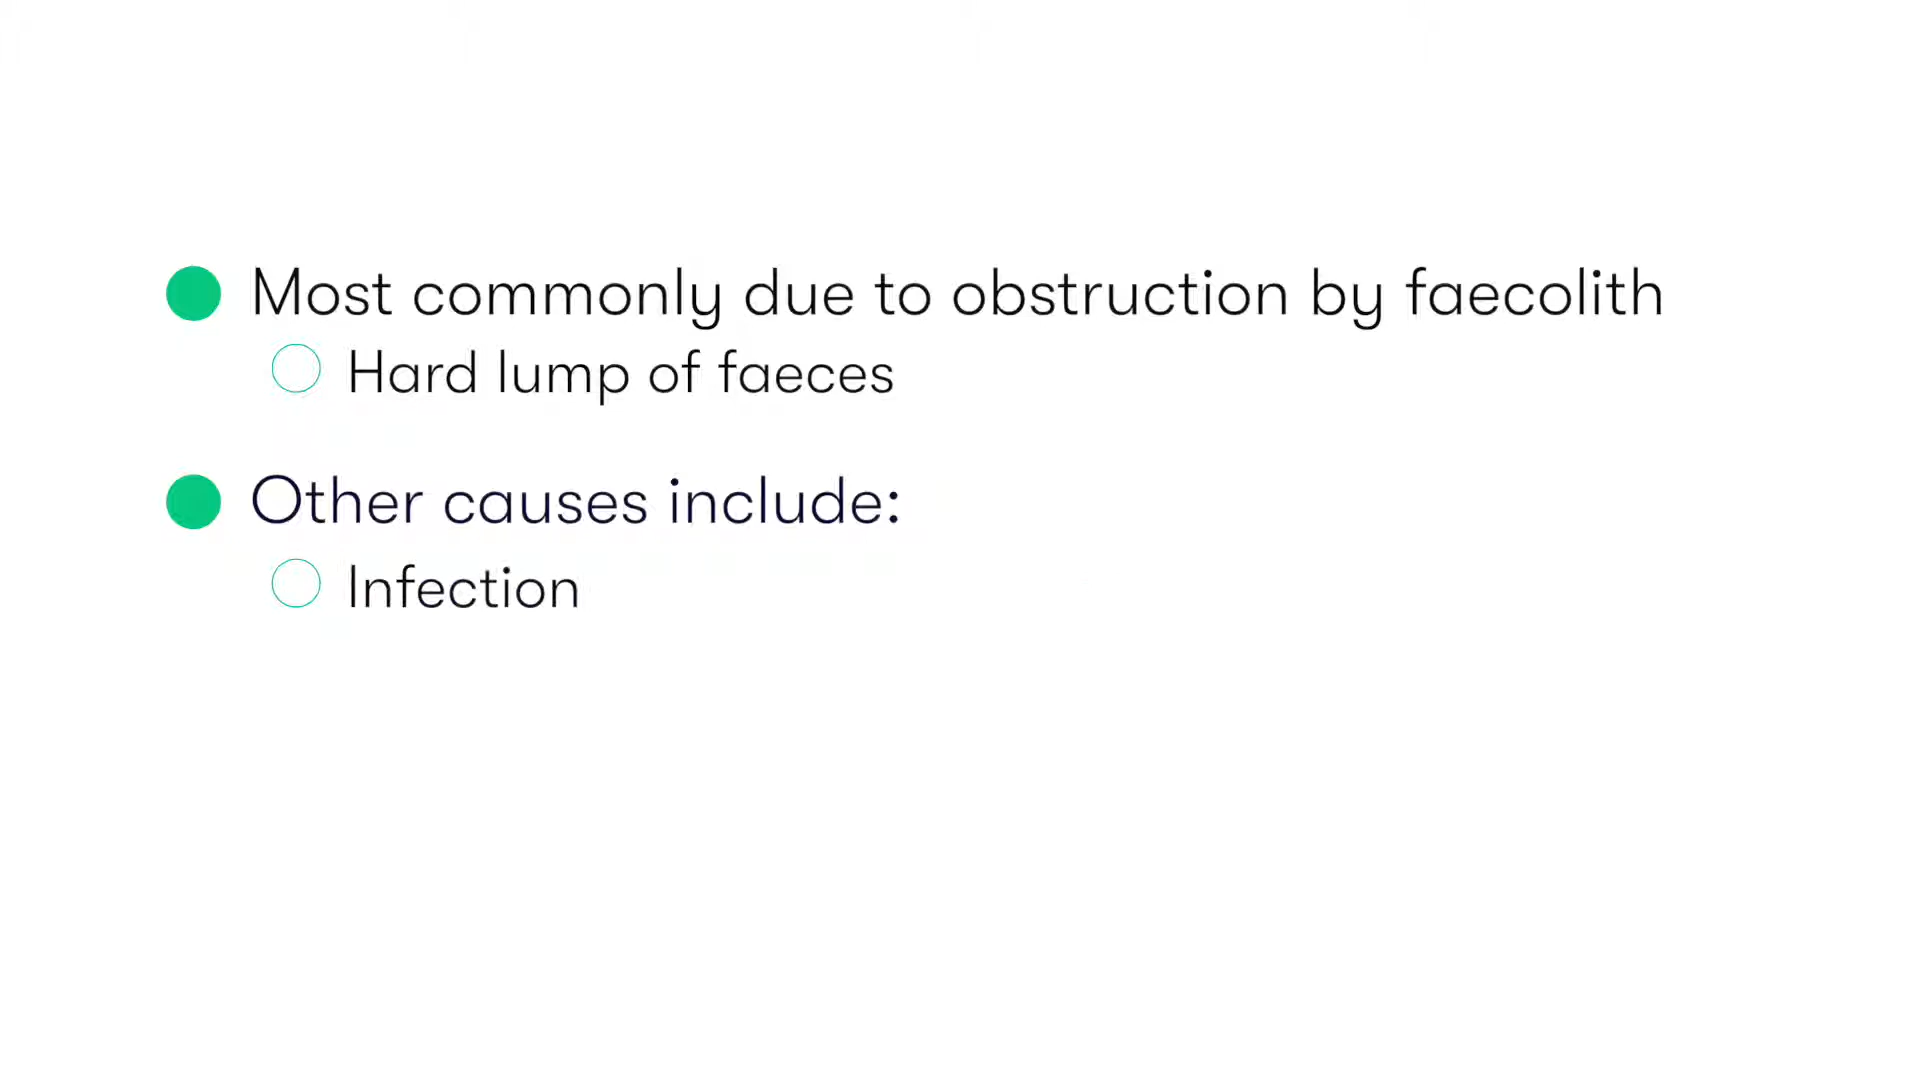 Most commonly due to obstruction by faecolith
Hard lump of faeces
Other causes include:
Infection